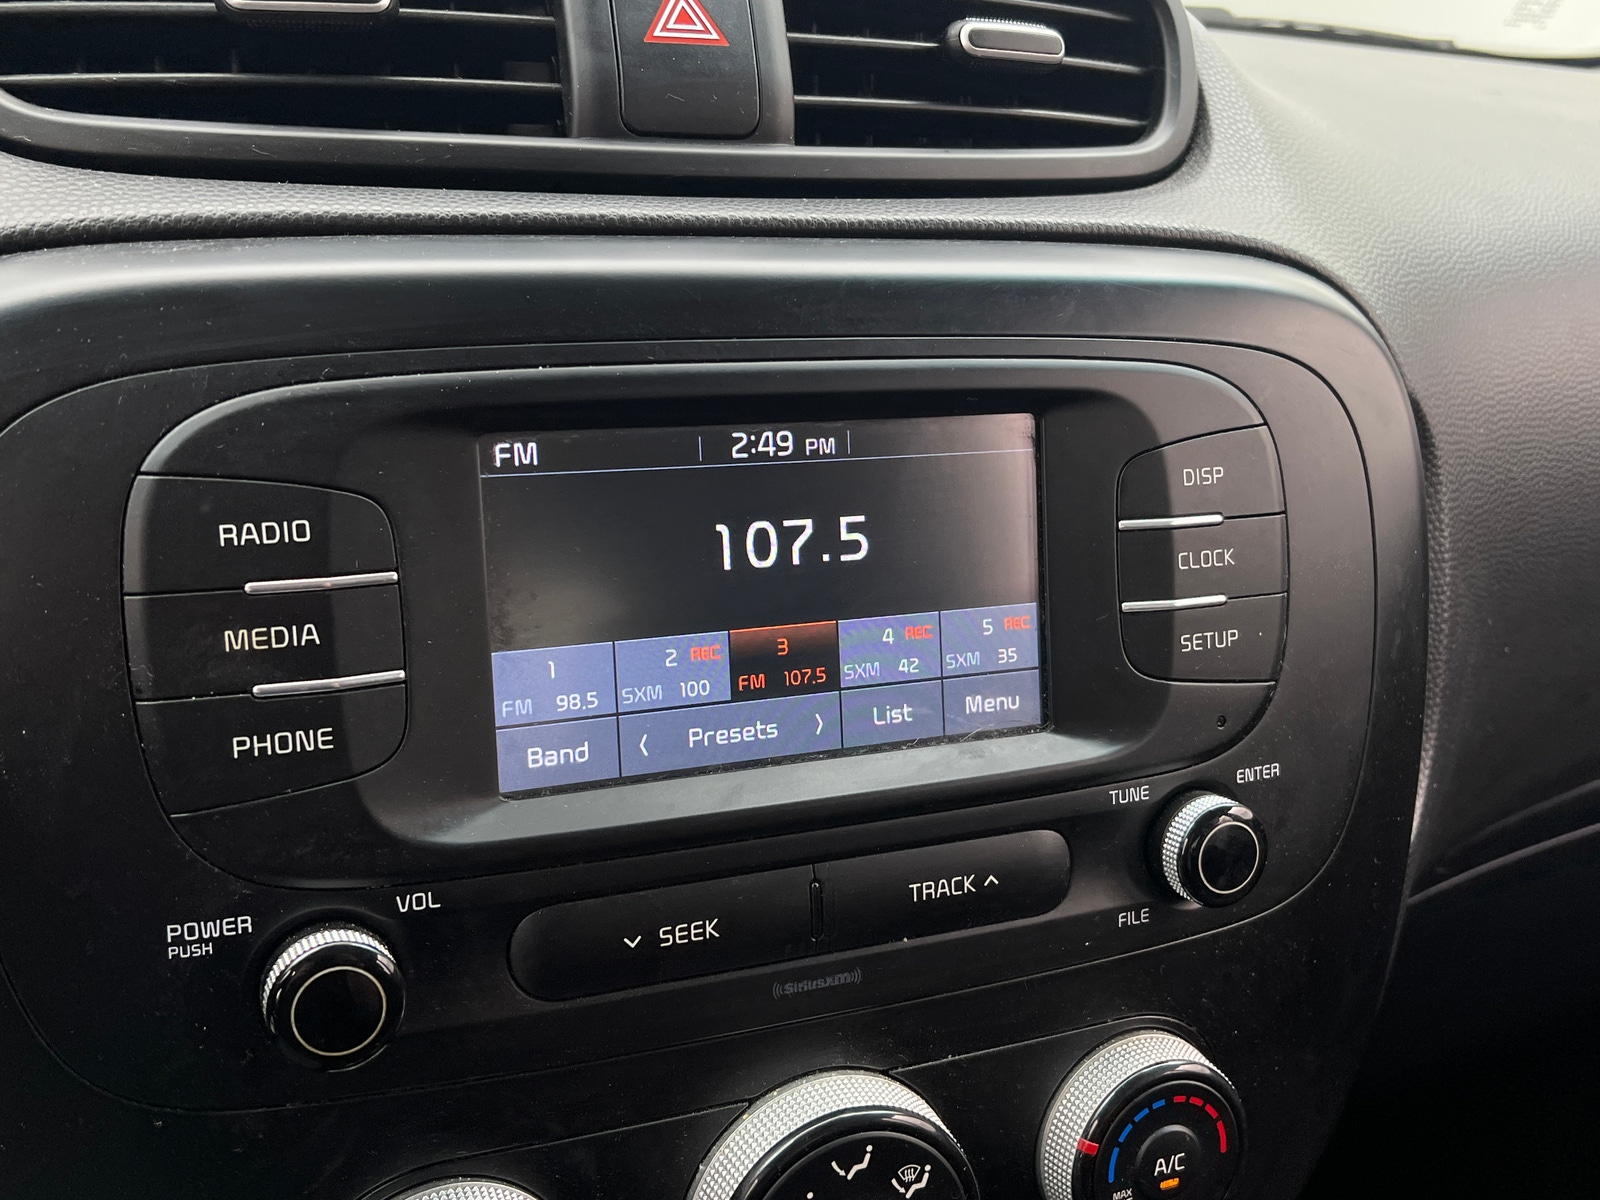 FM 2:49 PM
107.5
1
FM 98.5
2 REC
SXM 100
3
FM 107.5
4 REC
SXM 42
5 REC
SXM 35
Band
< Presets >
List
Menu
RADIO
MEDIA
PHONE
DISP
CLOCK
SETUP
POWER
PUSH
VOL
SEEK
TRACK
TUNE
ENTER
FILE
((SiriusXM))
A/C
MAX